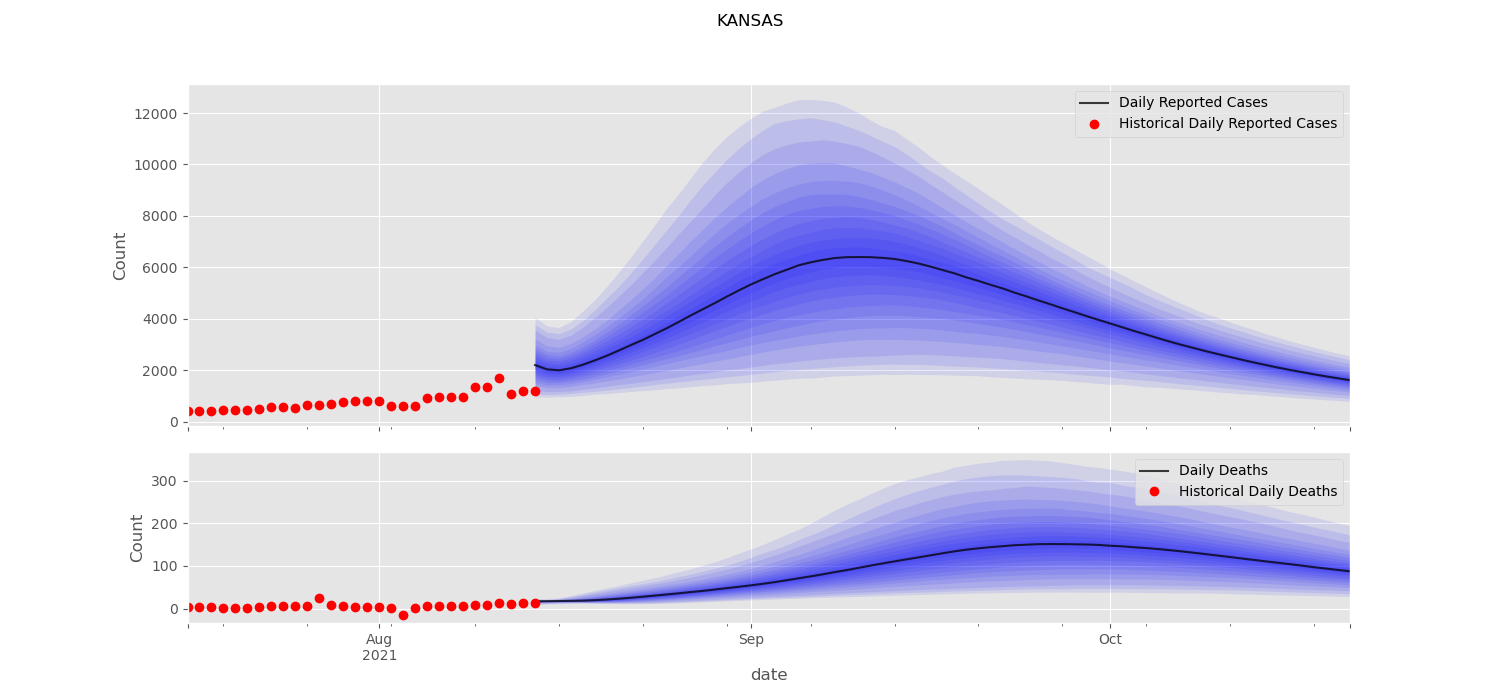 KANSAS
12000
10000
8000
6000
4000
2000
0
Count
Daily Reported Cases
Historical Daily Reported Cases
300
200
100
0
Count
Daily Deaths
Historical Daily Deaths
Aug
2021
Sep
Oct
date